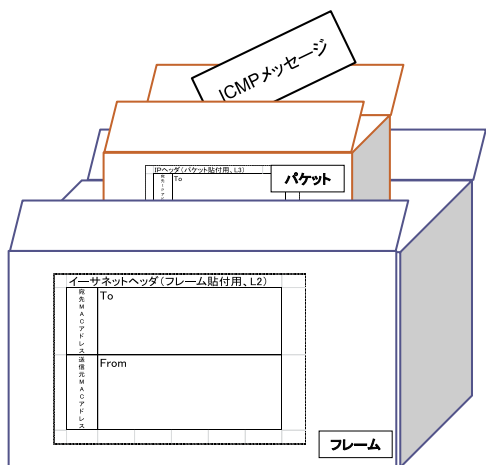 ICMPメッセージ
IPヘッダ(パケット貼付用、L3)
To
パケット
イーサネットヘッダ(フレーム貼付用、L2)
宛先MACアドレス
To
送信元MACアドレス
From
フレーム